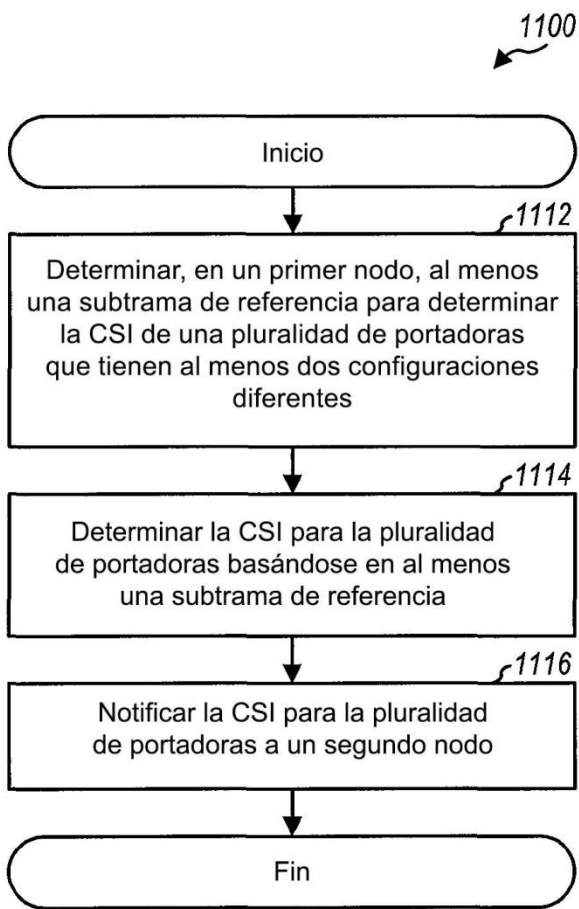 1100
Inicio
1112
Determinar, en un primer nodo, al menos
una subtrama de referencia para determinar
la CSI de una pluralidad de portadoras
que tienen al menos dos configuraciones
diferentes
1114
Determinar la CSI para la pluralidad
de portadoras basándose en al menos
una subtrama de referencia
1116
Notificar la CSI para la pluralidad
de portadoras a un segundo nodo
Fin